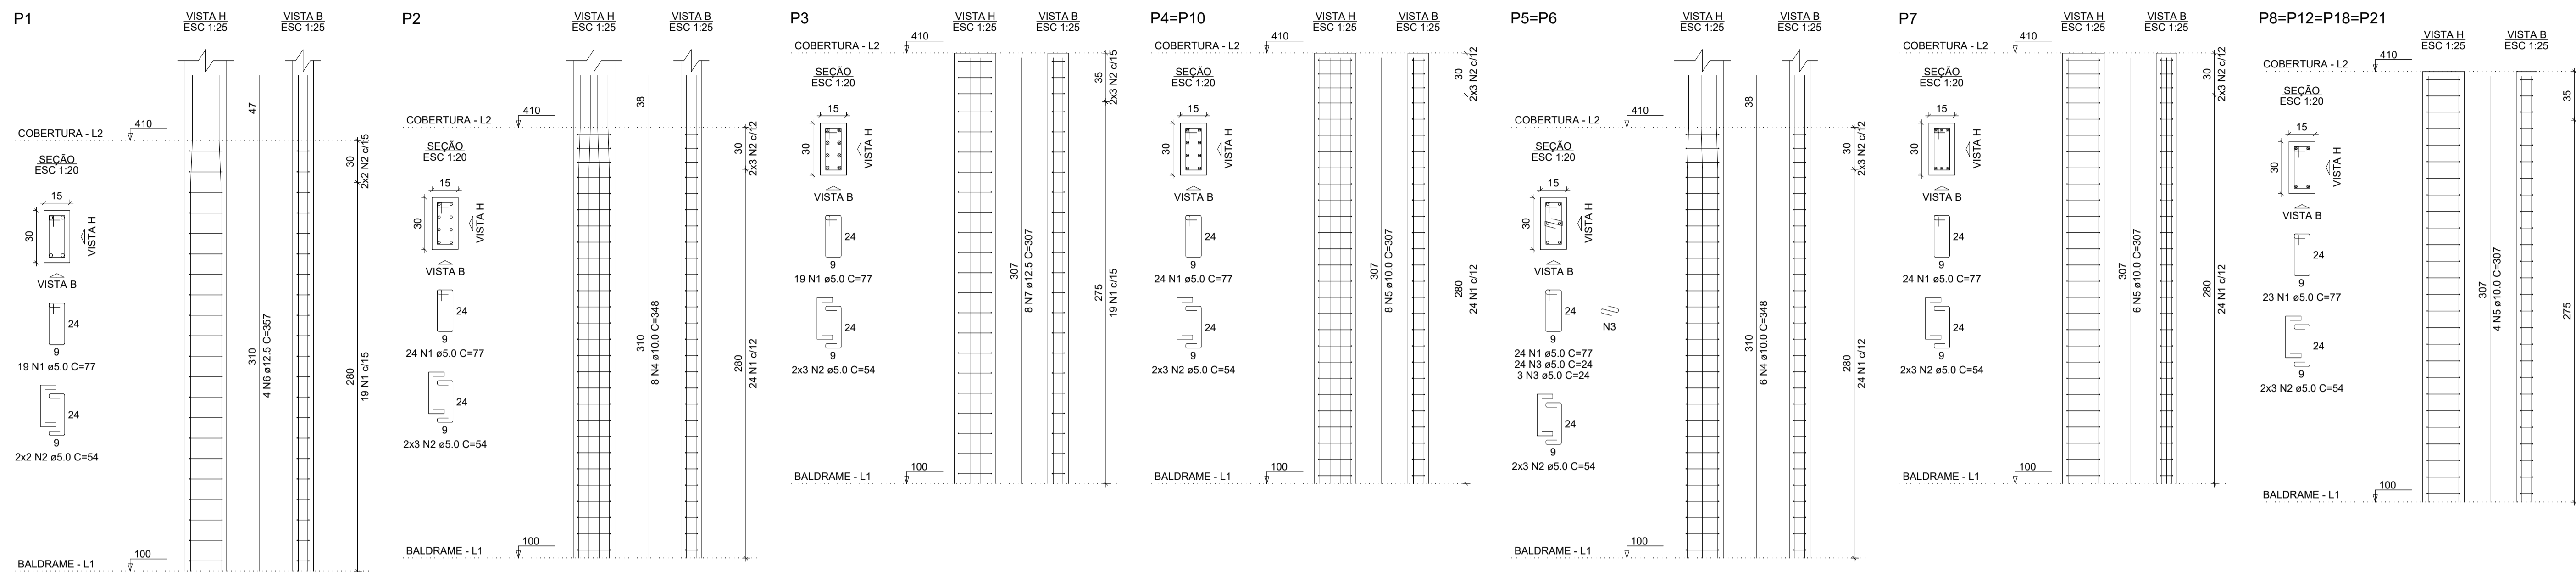 P1
VISTA H
ESC 1:25
VISTA B
ESC 1:25
47
COBERTURA - L2
410
SEÇÃO
ESC 1:20
15
30
VISTA H
VISTA B
24
9
19 N1 ø5.0 C=77
24
9
2x2 N2 ø5.0 C=54
310
4 N6 ø12.5 C=357
30
2x2 N2 c/15
280
19 N1 c/15
BALDRAME - L1
100
P2
VISTA H
ESC 1:25
VISTA B
ESC 1:25
38
COBERTURA - L2
410
SEÇÃO
ESC 1:20
15
30
VISTA H
VISTA B
24
9
24 N1 ø5.0 C=77
24
9
2x3 N2 ø5.0 C=54
310
8 N4 ø10.0 C=348
30
2x3 N2 c/12
280
24 N1 c/12
BALDRAME - L1
100
P3
VISTA H
ESC 1:25
VISTA B
ESC 1:25
COBERTURA - L2
410
SEÇÃO
ESC 1:20
15
30
VISTA H
VISTA B
24
9
19 N1 ø5.0 C=77
24
9
2x3 N2 ø5.0 C=54
307
8 N7 ø12.5 C=307
35
2x3 N2 c/15
275
19 N1 c/15
BALDRAME - L1
100
P4=P10
VISTA H
ESC 1:25
VISTA B
ESC 1:25
COBERTURA - L2
410
SEÇÃO
ESC 1:20
15
30
VISTA H
VISTA B
24
9
24 N1 ø5.0 C=77
24
9
2x3 N2 ø5.0 C=54
307
8 N5 ø10.0 C=307
30
2x3 N2 c/12
280
24 N1 c/12
BALDRAME - L1
100
P5=P6
VISTA H
ESC 1:25
VISTA B
ESC 1:25
38
COBERTURA - L2
410
SEÇÃO
ESC 1:20
15
30
VISTA H
VISTA B
24
N3
9
24 N1 ø5.0 C=77
24 N3 ø5.0 C=24
3 N3 ø5.0 C=24
24
9
2x3 N2 ø5.0 C=54
310
6 N4 ø10.0 C=348
30
2x3 N2 c/12
280
24 N1 c/12
BALDRAME - L1
100
P7
VISTA H
ESC 1:25
VISTA B
ESC 1:25
COBERTURA - L2
410
SEÇÃO
ESC 1:20
15
30
VISTA H
VISTA B
24
9
24 N1 ø5.0 C=77
24
9
2x3 N2 ø5.0 C=54
307
6 N5 ø10.0 C=307
30
2x3 N2 c/12
280
24 N1 c/12
BALDRAME - L1
100
P8=P12=P18=P21
VISTA H
ESC 1:25
VISTA B
ESC 1:25
COBERTURA - L2
410
SEÇÃO
ESC 1:20
15
30
VISTA H
VISTA B
24
9
23 N1 ø5.0 C=77
24
9
2x3 N2 ø5.0 C=54
307
4 N5 ø10.0 C=307
35
275
BALDRAME - L1
100